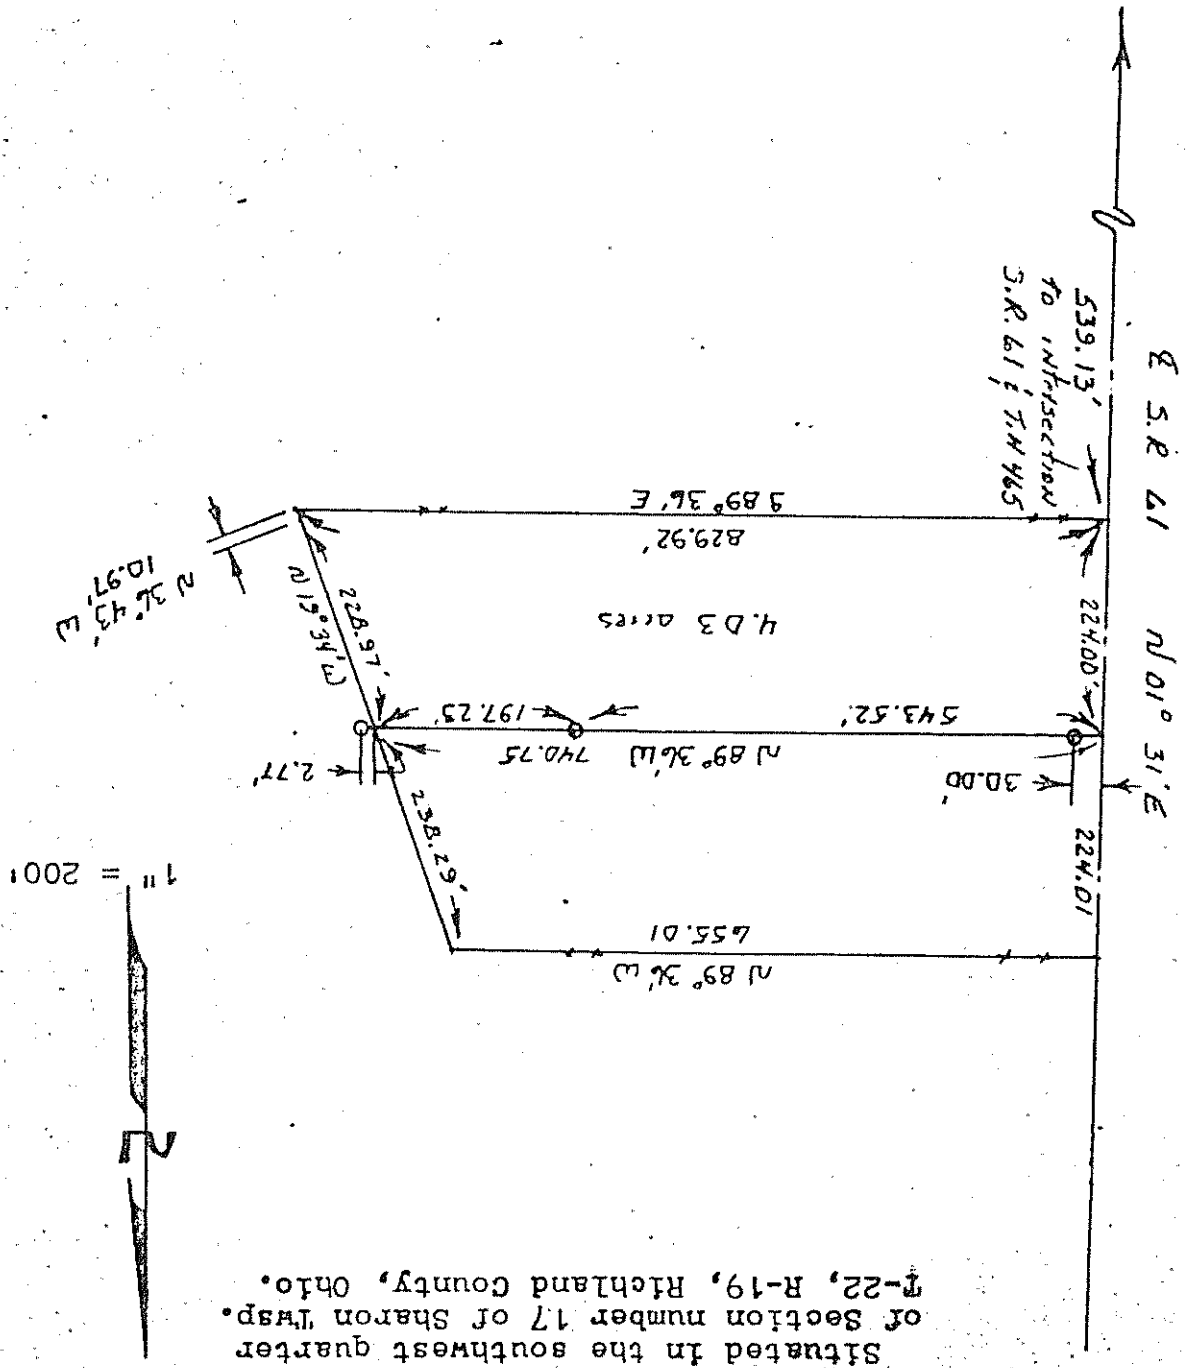 Situated in the southwest quarter
of Section number 17 of Sharon Twsp.
T-22, R-19, Richland County, Ohio.
N
1" = 200'
N 89° 36' W
655.01
224.01
238.29'
30.00'
N 89° 36' W 740.75
2.77'
543.52'
197.23'
4.03 acres
224.00'
228.97'
N 19° 34' W
829.92'
S 89° 36' E
N 36° 43' W
10.97'
539.13'
to intersection
S.R. 61 & T.H 465
℄ S.R 61 N 01° 31' E